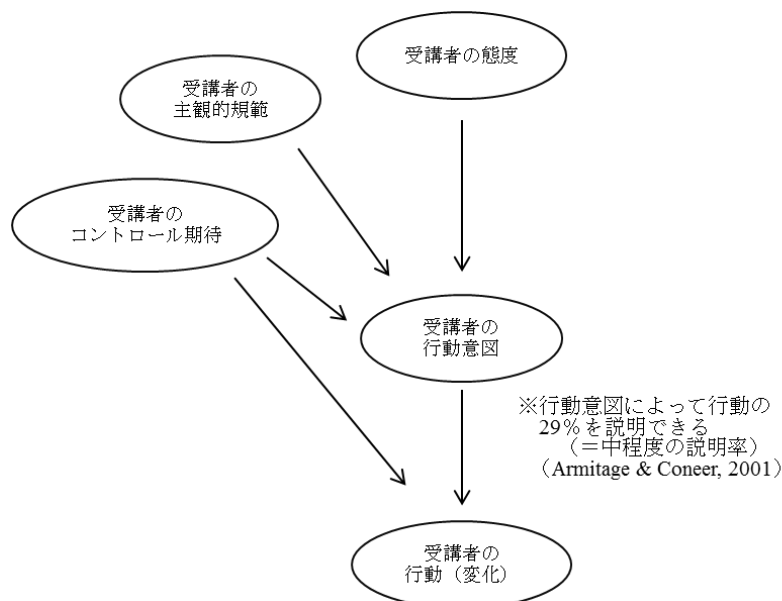 受講者の態度
受講者の
主観的規範
受講者の
コントロール期待
受講者の
行動意図
※行動意図によって行動の
29％を説明できる
（＝中程度の説明率）
（Armitage & Coneer, 2001）
受講者の
行動（変化）